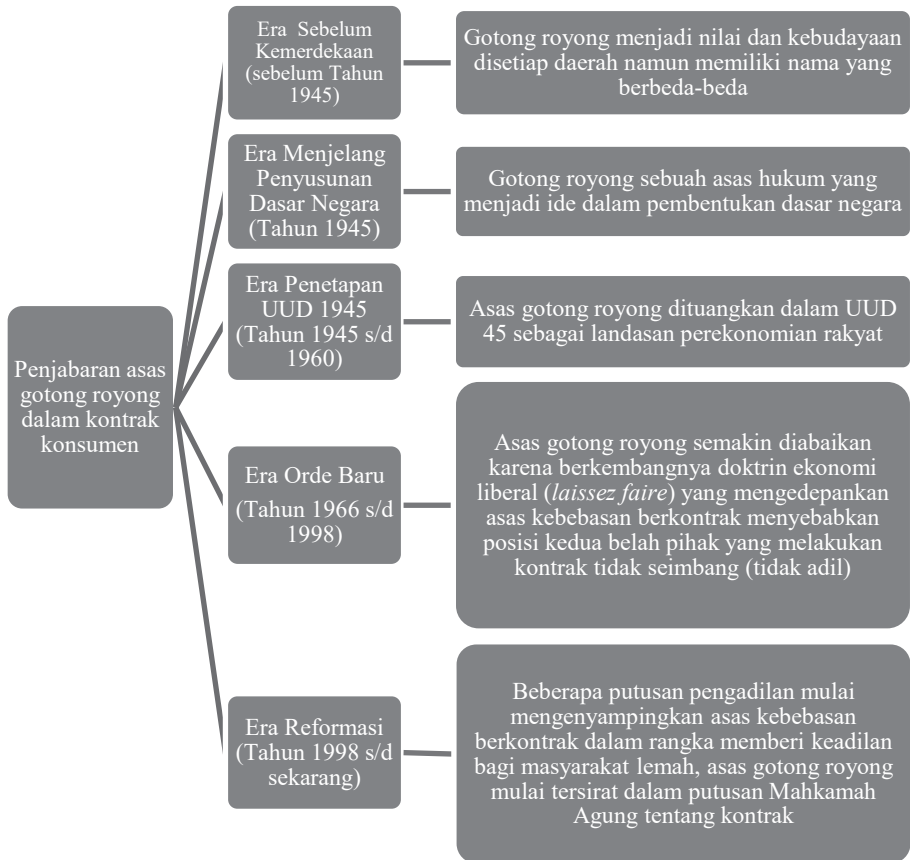 Penjabaran asas
gotong royong
dalam kontrak
konsumen
Era Sebelum
Kemerdekaan
(sebelum Tahun
1945)
Gotong royong menjadi nilai dan kebudayaan
disetiap daerah namun memiliki nama yang
berbeda-beda
Era Menjelang
Penyusunan
Dasar Negara
(Tahun 1945)
Gotong royong sebuah asas hukum yang
menjadi ide dalam pembentukan dasar negara
Era Penetapan
UUD 1945
(Tahun 1945 s/d
1960)
Asas gotong royong dituangkan dalam UUD
45 sebagai landasan perekonomian rakyat
Era Orde Baru
(Tahun 1966 s/d
1998)
Asas gotong royong semakin diabaikan
karena berkembangnya doktrin ekonomi
liberal (laissez faire) yang mengedepankan
asas kebebasan berkontrak menyebabkan
posisi kedua belah pihak yang melakukan
kontrak tidak seimbang (tidak adil)
Era Reformasi
(Tahun 1998 s/d
sekarang)
Beberapa putusan pengadilan mulai
mengenyampingkan asas kebebasan
berkontrak dalam rangka memberi keadilan
bagi masyarakat lemah, asas gotong royong
mulai tersirat dalam putusan Mahkamah
Agung tentang kontrak